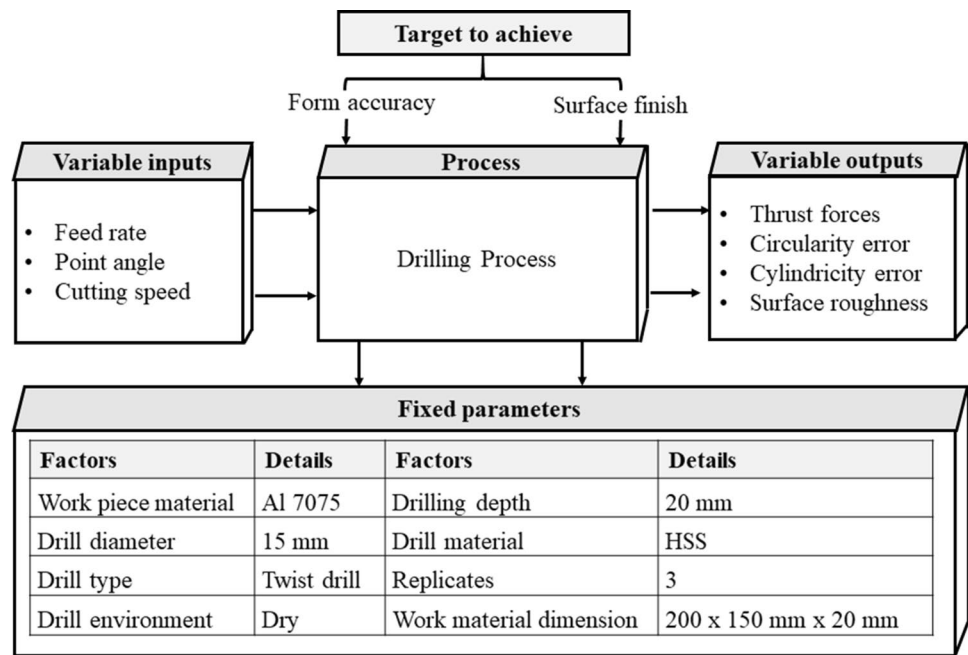 Target to achieve
Form accuracy
Surface finish
Variable inputs
• Feed rate
• Point angle
• Cutting speed
Process
Drilling Process
Variable outputs
• Thrust forces
• Circularity error
• Cylindricity error
• Surface roughness
Fixed parameters
Factors Details Factors Details
Work piece material Al 7075 Drilling depth 20 mm
Drill diameter 15 mm Drill material HSS
Drill type Twist drill Replicates 3
Drill environment Dry Work material dimension 200 x 150 mm x 20 mm